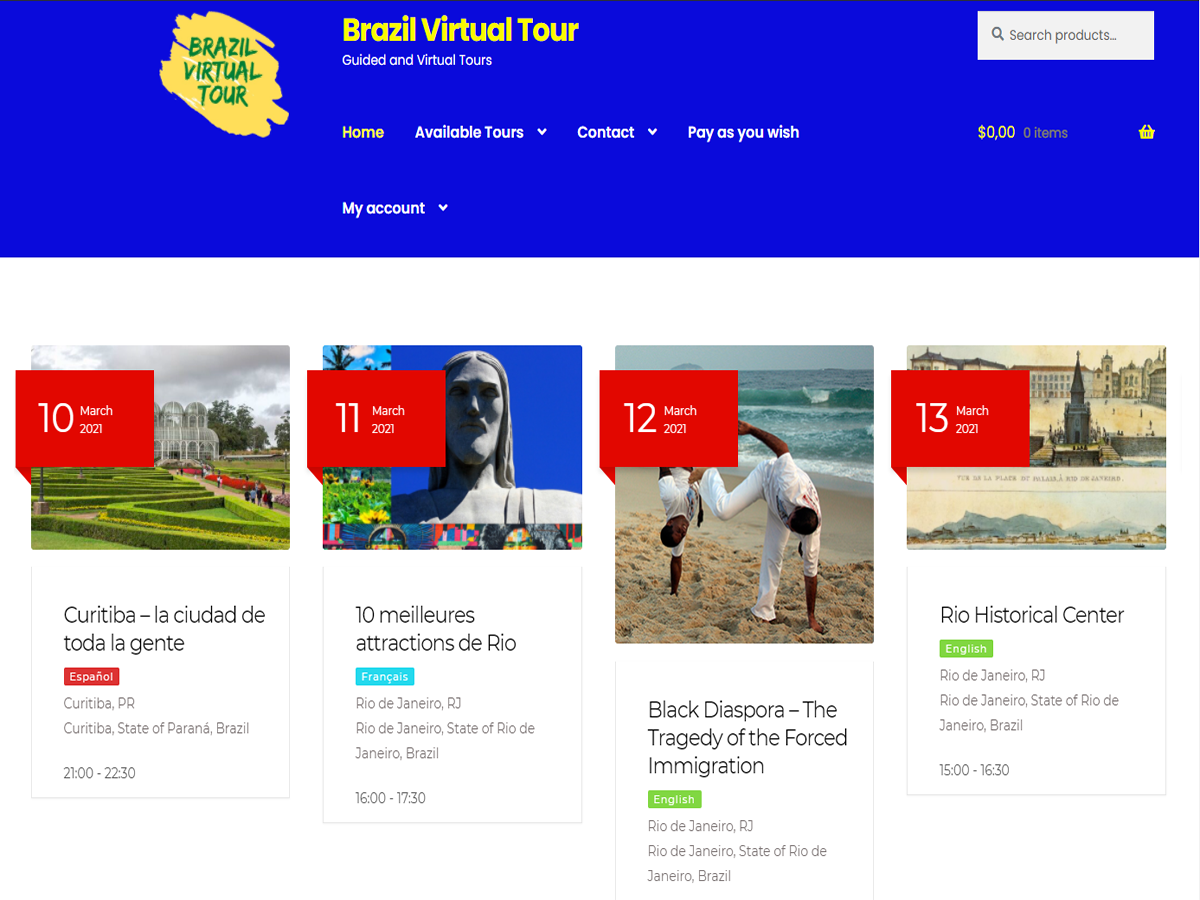 BRAZIL
VIRTUAL
TOUR
Brazil Virtual Tour
Guided and Virtual Tours
Search products…
Home
Available Tours
Contact
Pay as you wish
$0,00 0 items
My account
10 March
2021
11 March
2021
12 March
2021
13 March
2021
VUE DE LA PLACE DU PALAIS, À RIO DE JANEIRO.
Curitiba – la ciudad de
toda la gente
Español
Curitiba, PR
Curitiba, State of Paraná, Brazil
21:00 - 22:30
10 meilleures
attractions de Rio
Français
Rio de Janeiro, RJ
Rio de Janeiro, State of Rio de
Janeiro, Brazil
16:00 - 17:30
Black Diaspora – The
Tragedy of the Forced
Immigration
English
Rio de Janeiro, RJ
Rio de Janeiro, State of Rio de
Janeiro, Brazil
Rio Historical Center
English
Rio de Janeiro, RJ
Rio de Janeiro, State of Rio de
Janeiro, Brazil
15:00 - 16:30